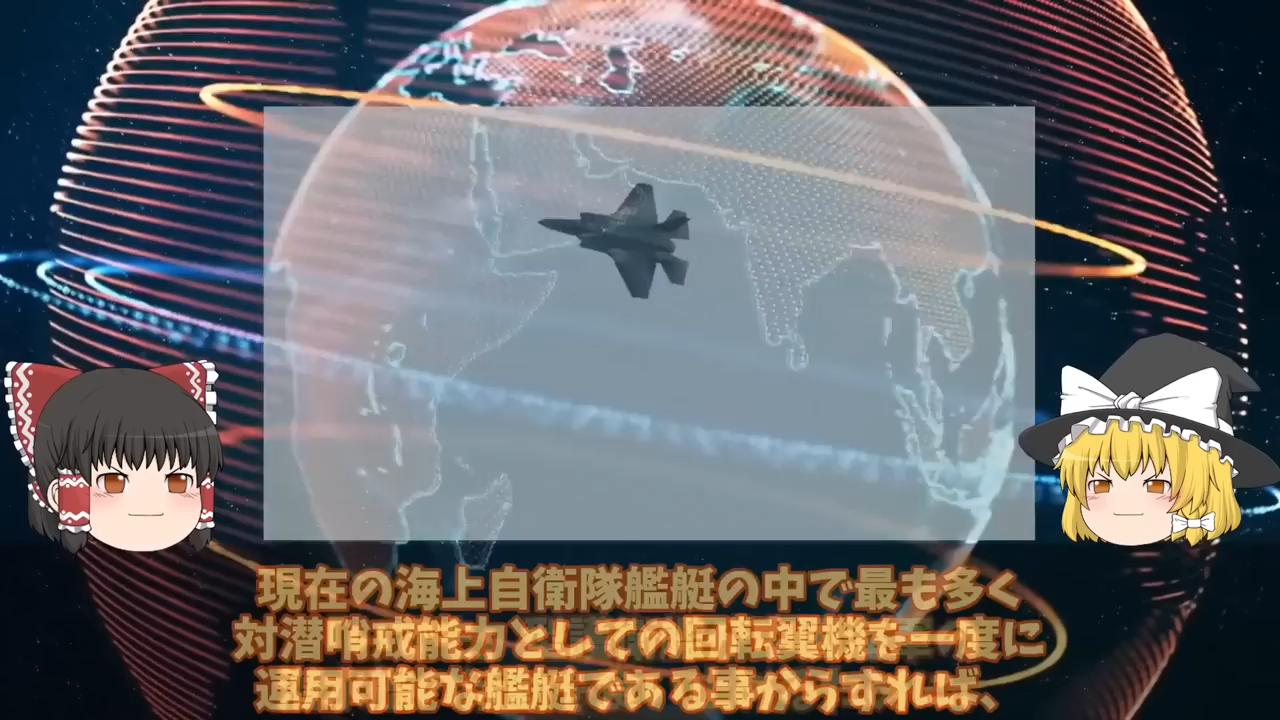 現在の海上自衛隊艦艇の中で最も多く
対潜哨戒能力としての回転翼機を一度に
運用可能な艦艇である事からすれば、